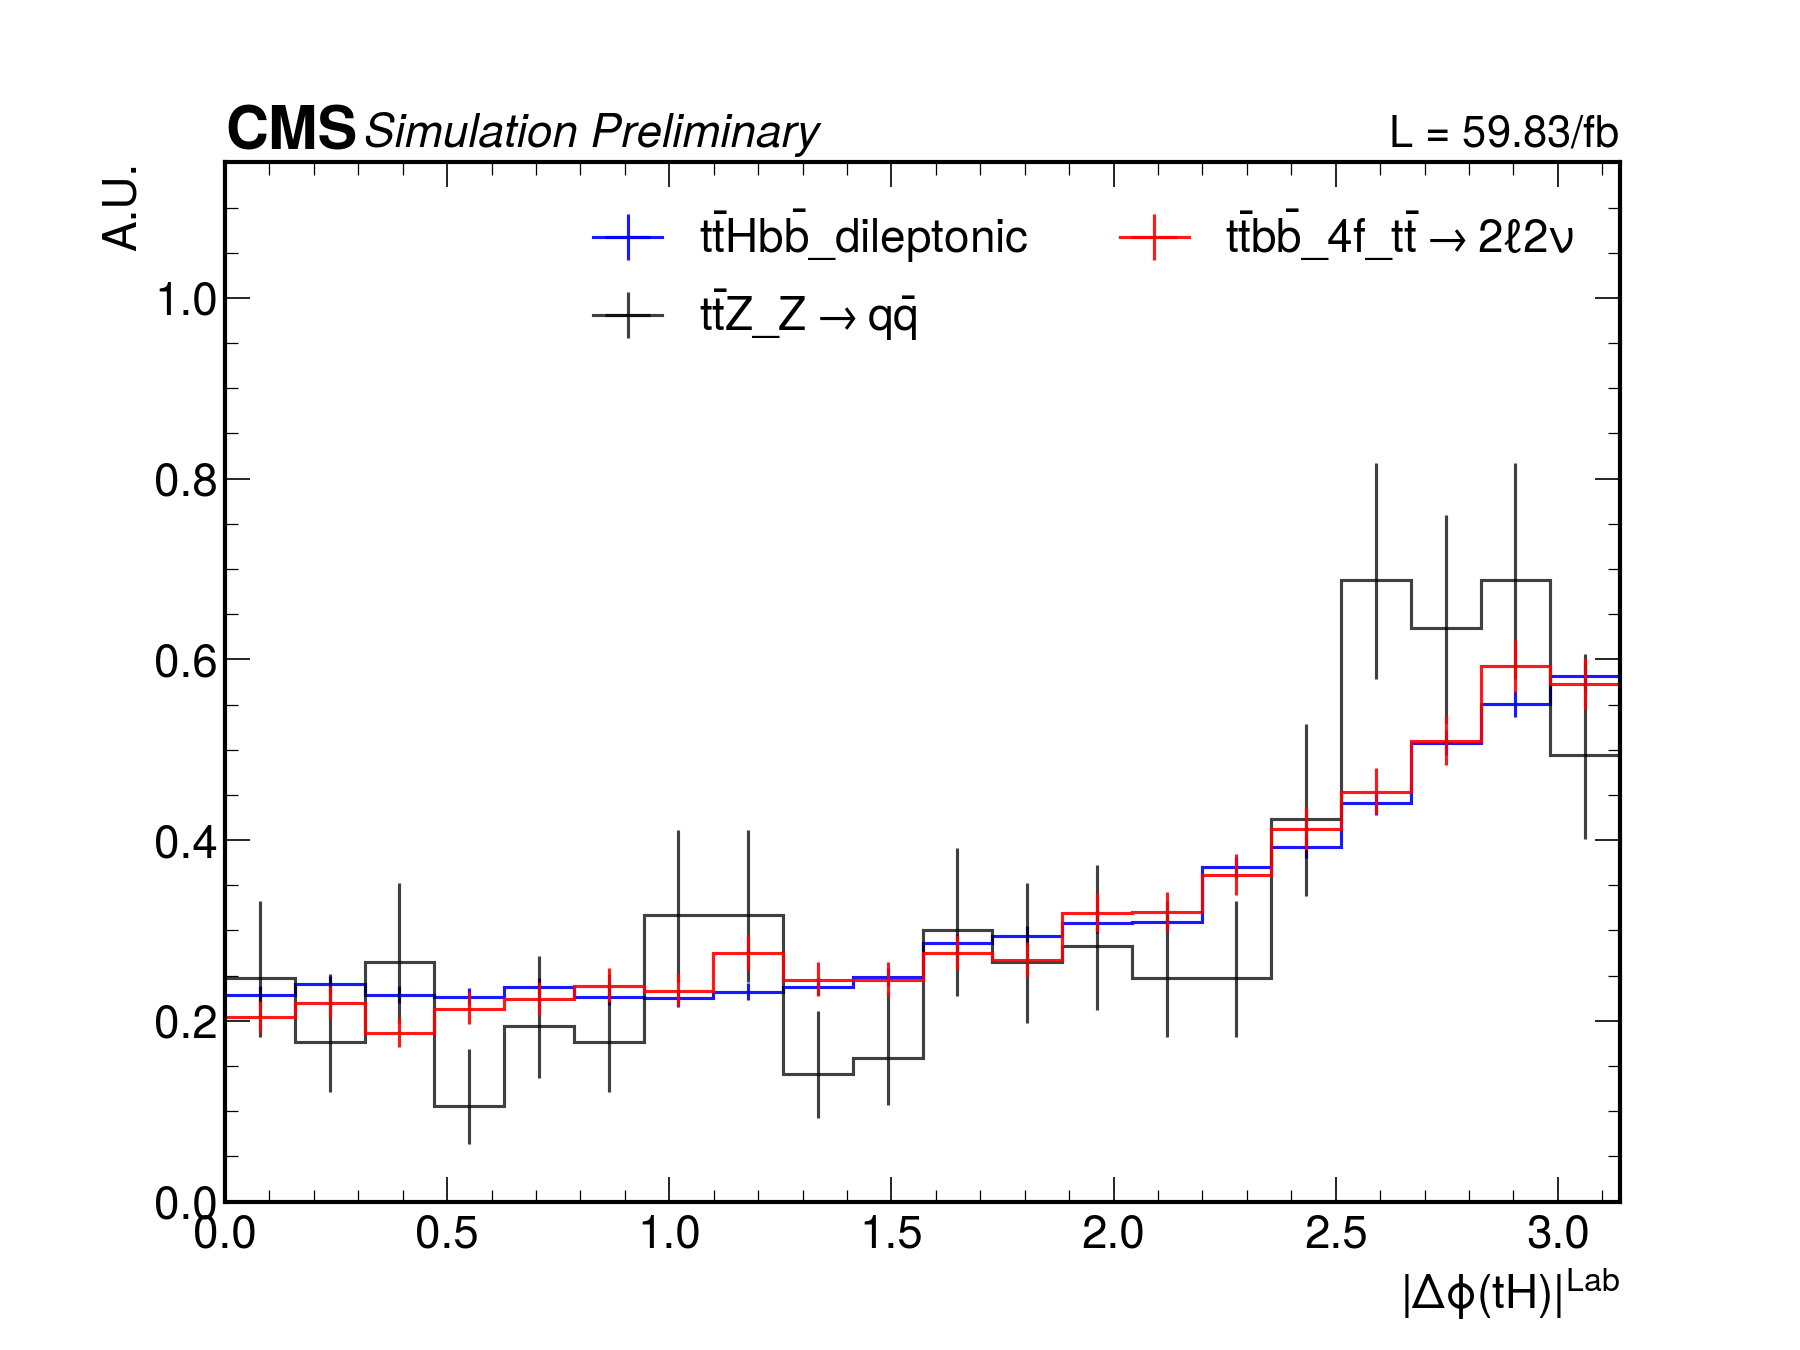 CMS Simulation Preliminary L = 59.83/fb
A.U.
tt̄Hbb̄_dileptonic tt̄bb̄_4f_tt̄ → 2ℓ2ν
tt̄Z_Z → qq̄
1.0
0.8
0.6
0.4
0.2
0.0
0.0 0.5 1.0 1.5 2.0 2.5 3.0
|Δϕ(tH)|^Lab